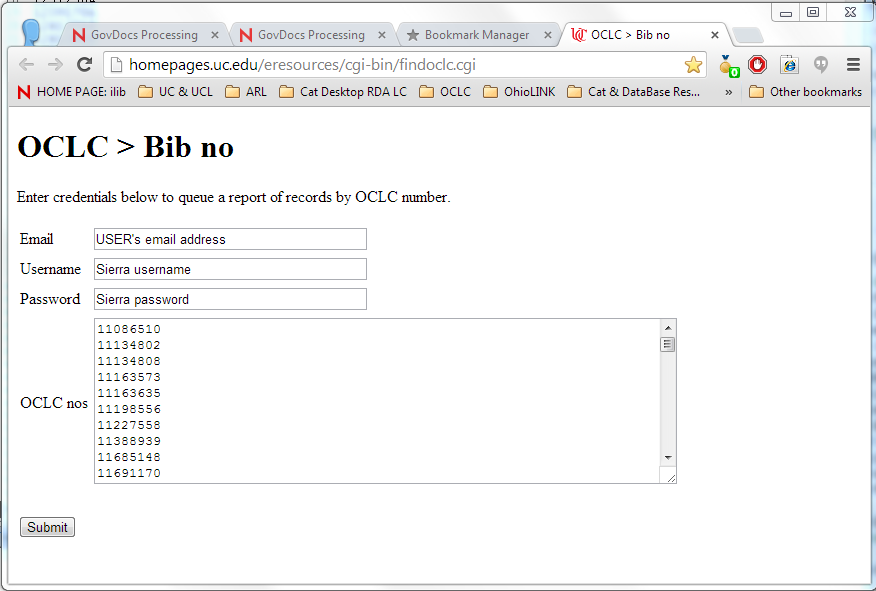 GovDocs Processing
GovDocs Processing
Bookmark Manager
OCLC > Bib no
homepages.uc.edu/eresources/cgi-bin/findoclc.cgi
0
HOME PAGE: ilib
UC & UCL
ARL
Cat Desktop RDA LC
OCLC
OhioLINK
Cat & DataBase Res...
»
Other bookmarks
OCLC > Bib no
Enter credentials below to queue a report of records by OCLC number.
Email USER's email address
Username Sierra username
Password Sierra password
OCLC nos
11086510
11134802
11134808
11163573
11163635
11198556
11227558
11388939
11685148
11691170
Submit